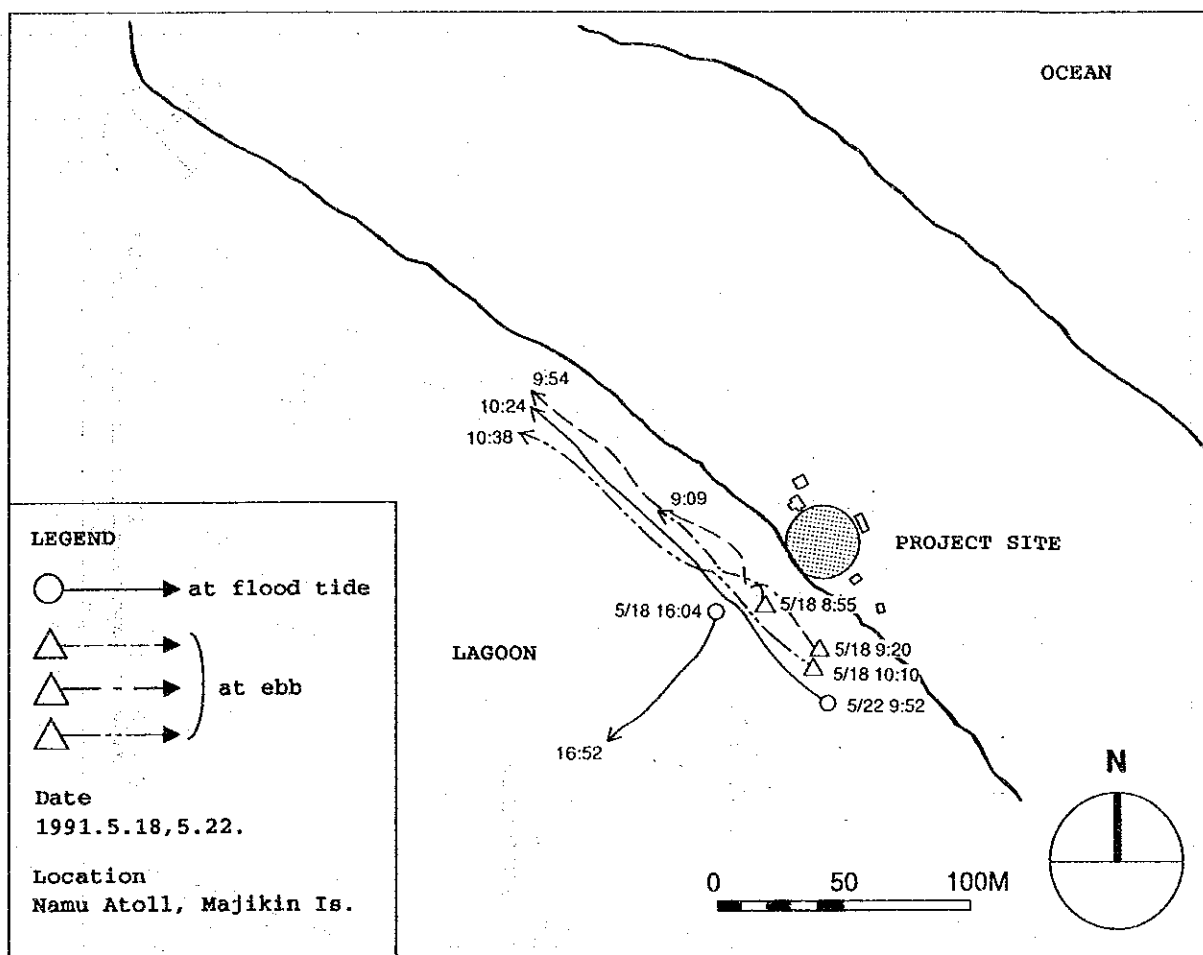 OCEAN
9:54
10:24
10:38
9:09
PROJECT SITE
5/18 8:55
5/18 16:04
5/18 9:20
5/18 10:10
5/22 9:52
LAGOON
16:52
LEGEND
at flood tide
at ebb
Date
1991.5.18,5.22.
Location
Namu Atoll, Majikin Is.
N
0 50 100M